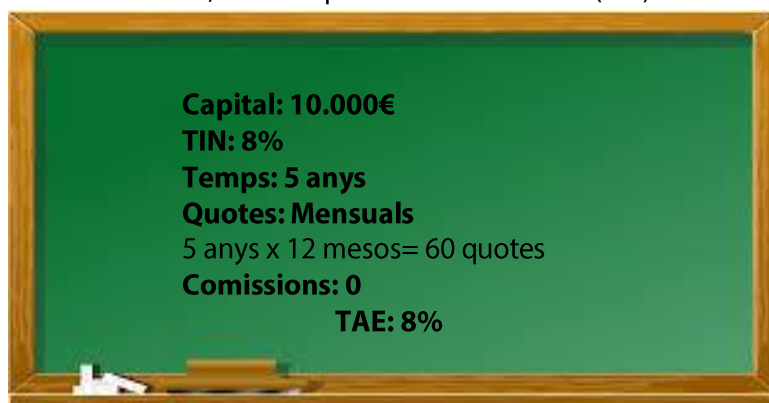 Capital: 10.000€
TIN: 8%
Temps: 5 anys
Quotes: Mensuals
5 anys x 12 mesos= 60 quotes
Comissions: 0
TAE: 8%